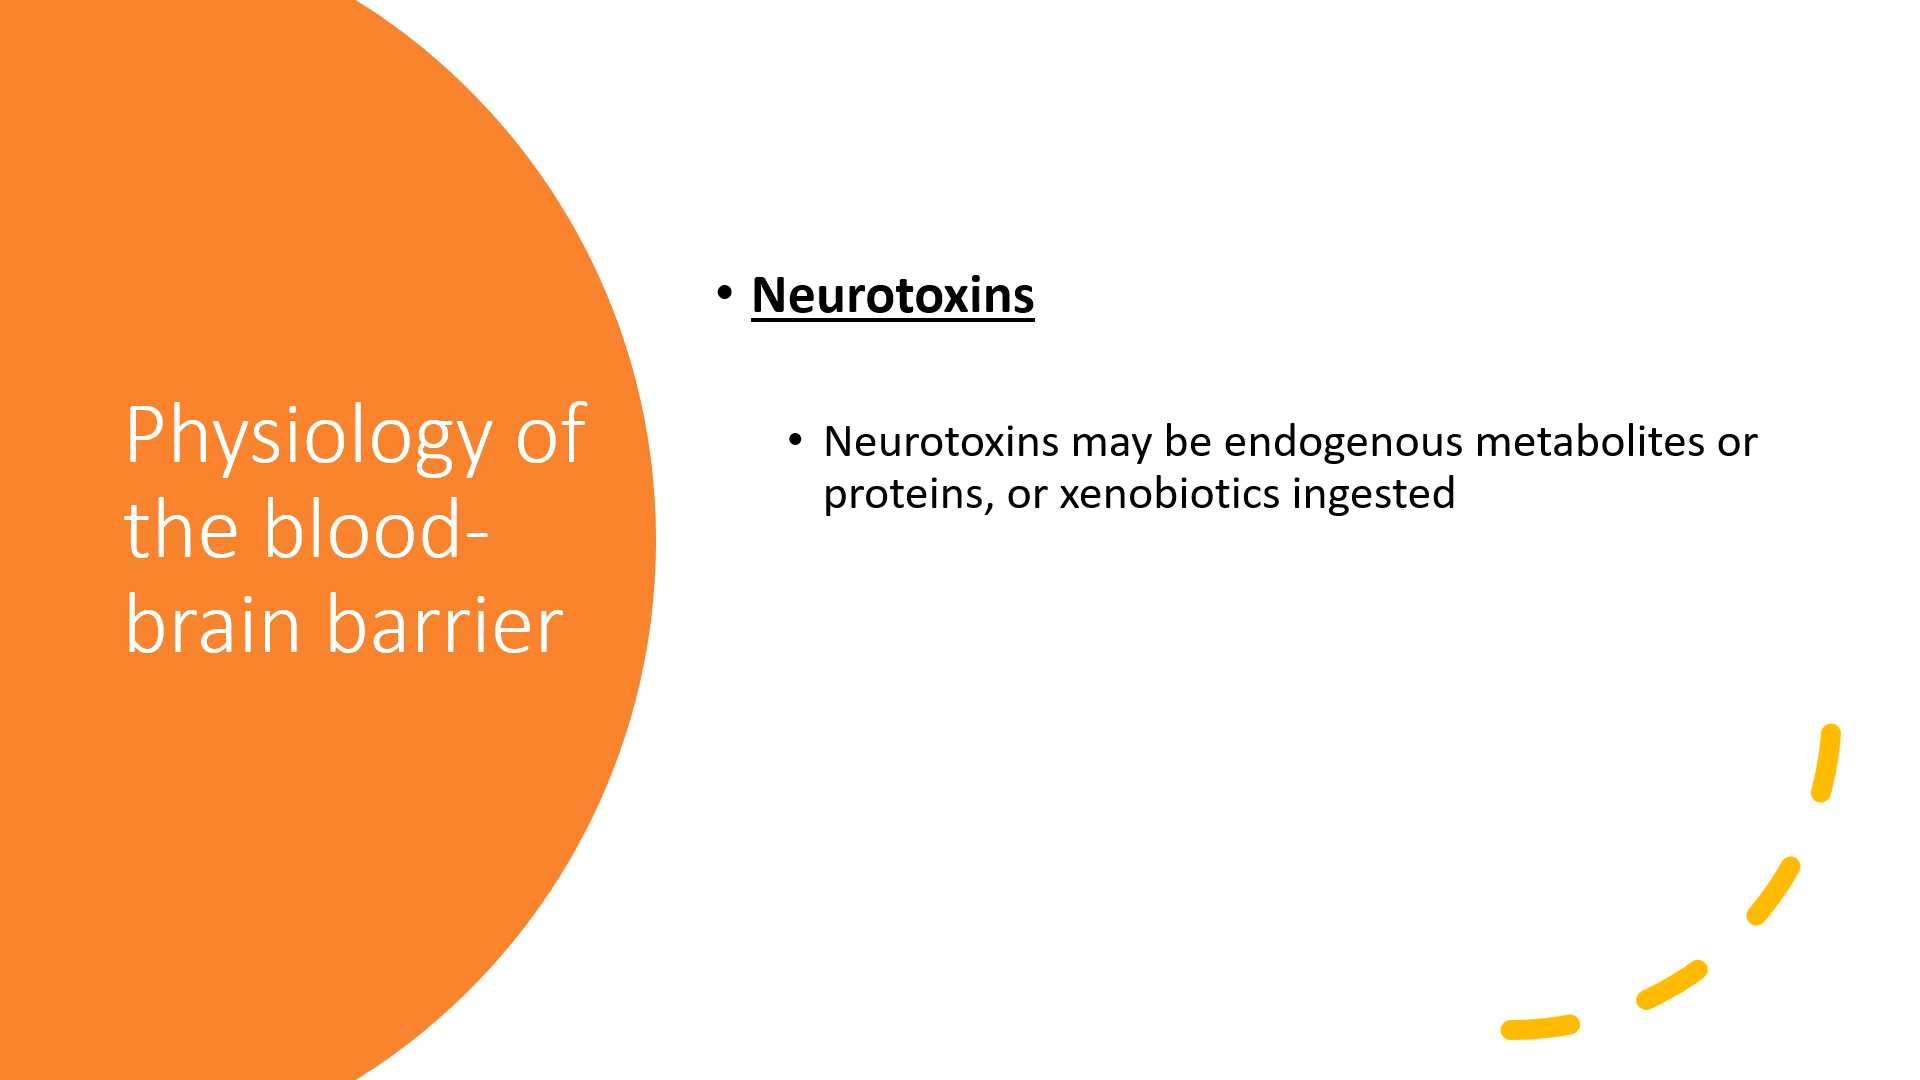 Physiology of
the blood-
brain barrier
• Neurotoxins
• Neurotoxins may be endogenous metabolites or
proteins, or xenobiotics ingested